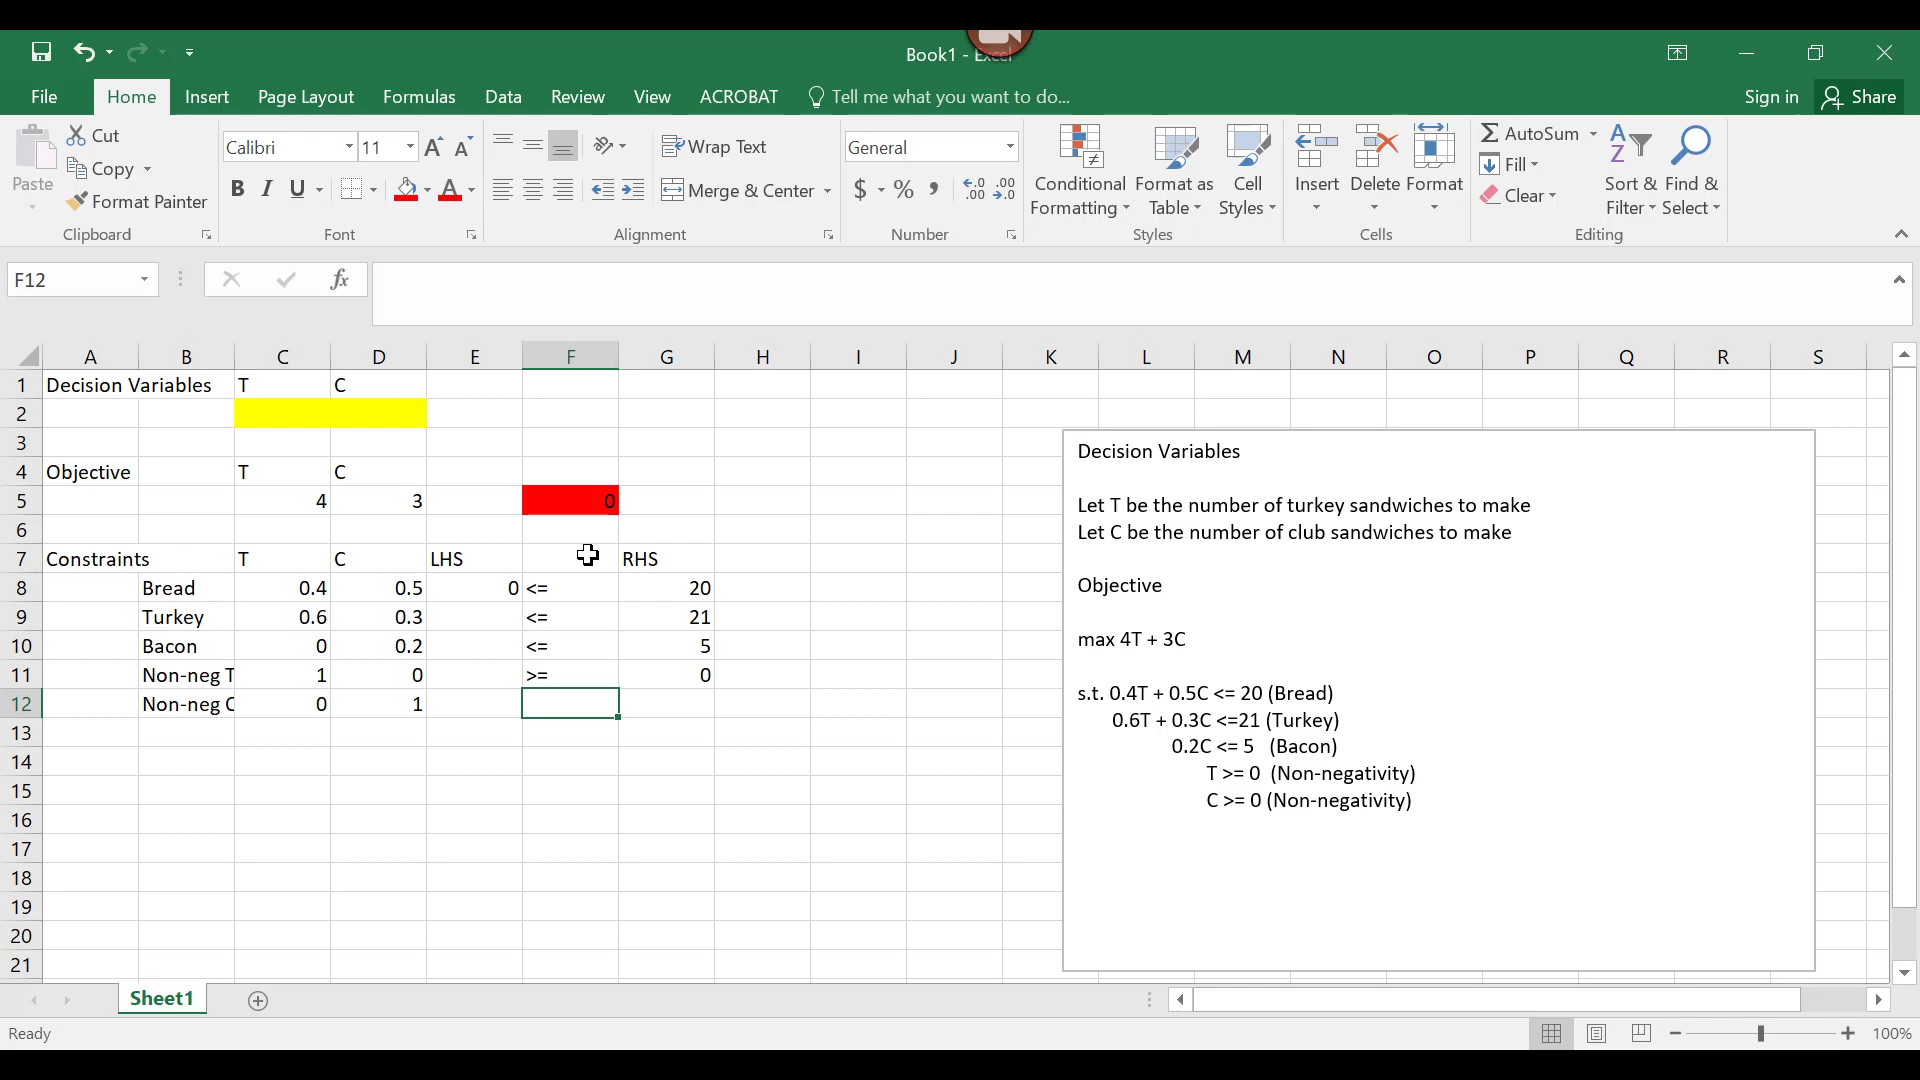 Book1 - Excel
File Home Insert Page Layout Formulas Data Review View ACROBAT Tell me what you want to do... Sign in Share
Paste Cut Copy Format Painter
Calibri 11
B I U A
Wrap Text
Merge & Center
General
$ % ,
Conditional Formatting
Format as Table
Cell Styles
Insert Delete Format
AutoSum
Fill
Clear
Sort & Filter
Find & Select
Clipboard Font Alignment Number Styles Cells Editing
F12 fx
A B C D E F G H I J K L M N O P Q R S
1 Decision Variables T C
2
3
4 Objective T C
5 4 3 0
6
7 Constraints T C LHS RHS
8 Bread 0.4 0.5 0 <= 20
9 Turkey 0.6 0.3 <= 21
10 Bacon 0 0.2 <= 5
11 Non-neg T 1 0 >= 0
12 Non-neg C 0 1
13
14
15
16
17
18
19
20
21
Decision Variables
Let T be the number of turkey sandwiches to make
Let C be the number of club sandwiches to make
Objective
max 4T + 3C
s.t. 0.4T + 0.5C <= 20 (Bread)
0.6T + 0.3C <=21 (Turkey)
0.2C <= 5 (Bacon)
T >= 0 (Non-negativity)
C >= 0 (Non-negativity)
Sheet1
Ready 100%